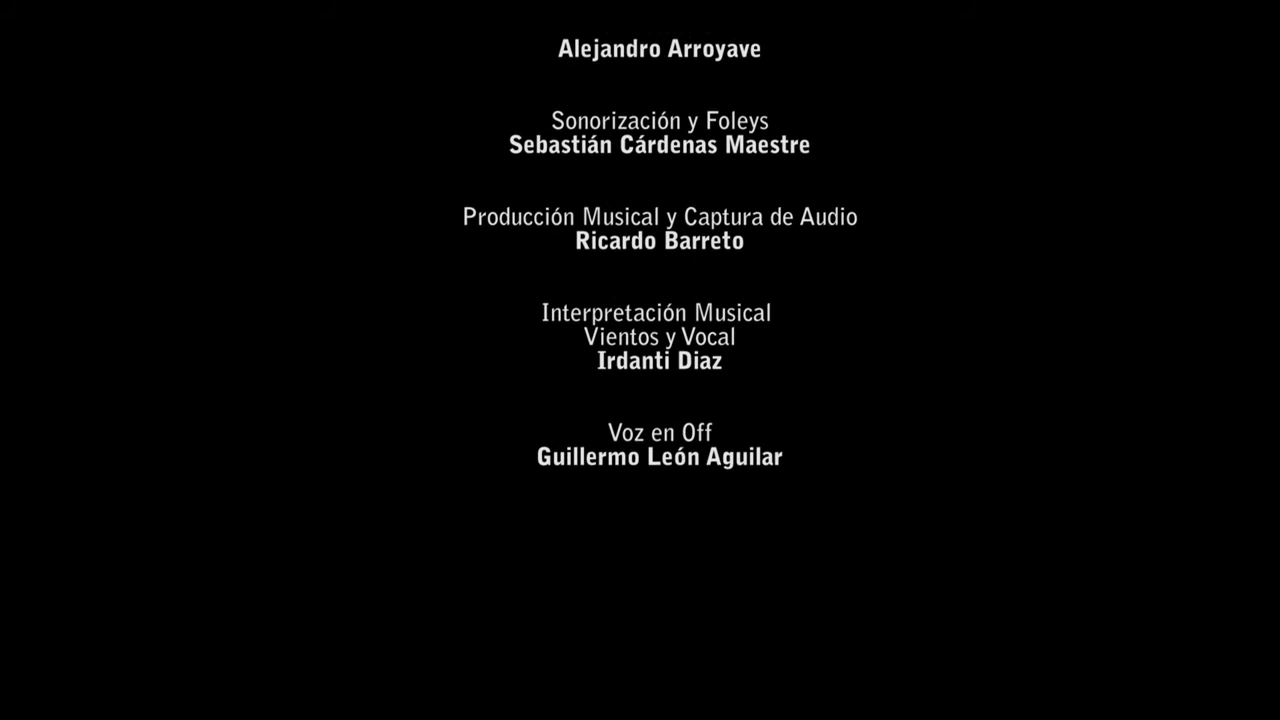 Alejandro Arroyave
Sonorización y Foleys
Sebastián Cárdenas Maestre
Producción Musical y Captura de Audio
Ricardo Barreto
Interpretación Musical
Vientos y Vocal
Irdanti Diaz
Voz en Off
Guillermo León Aguilar